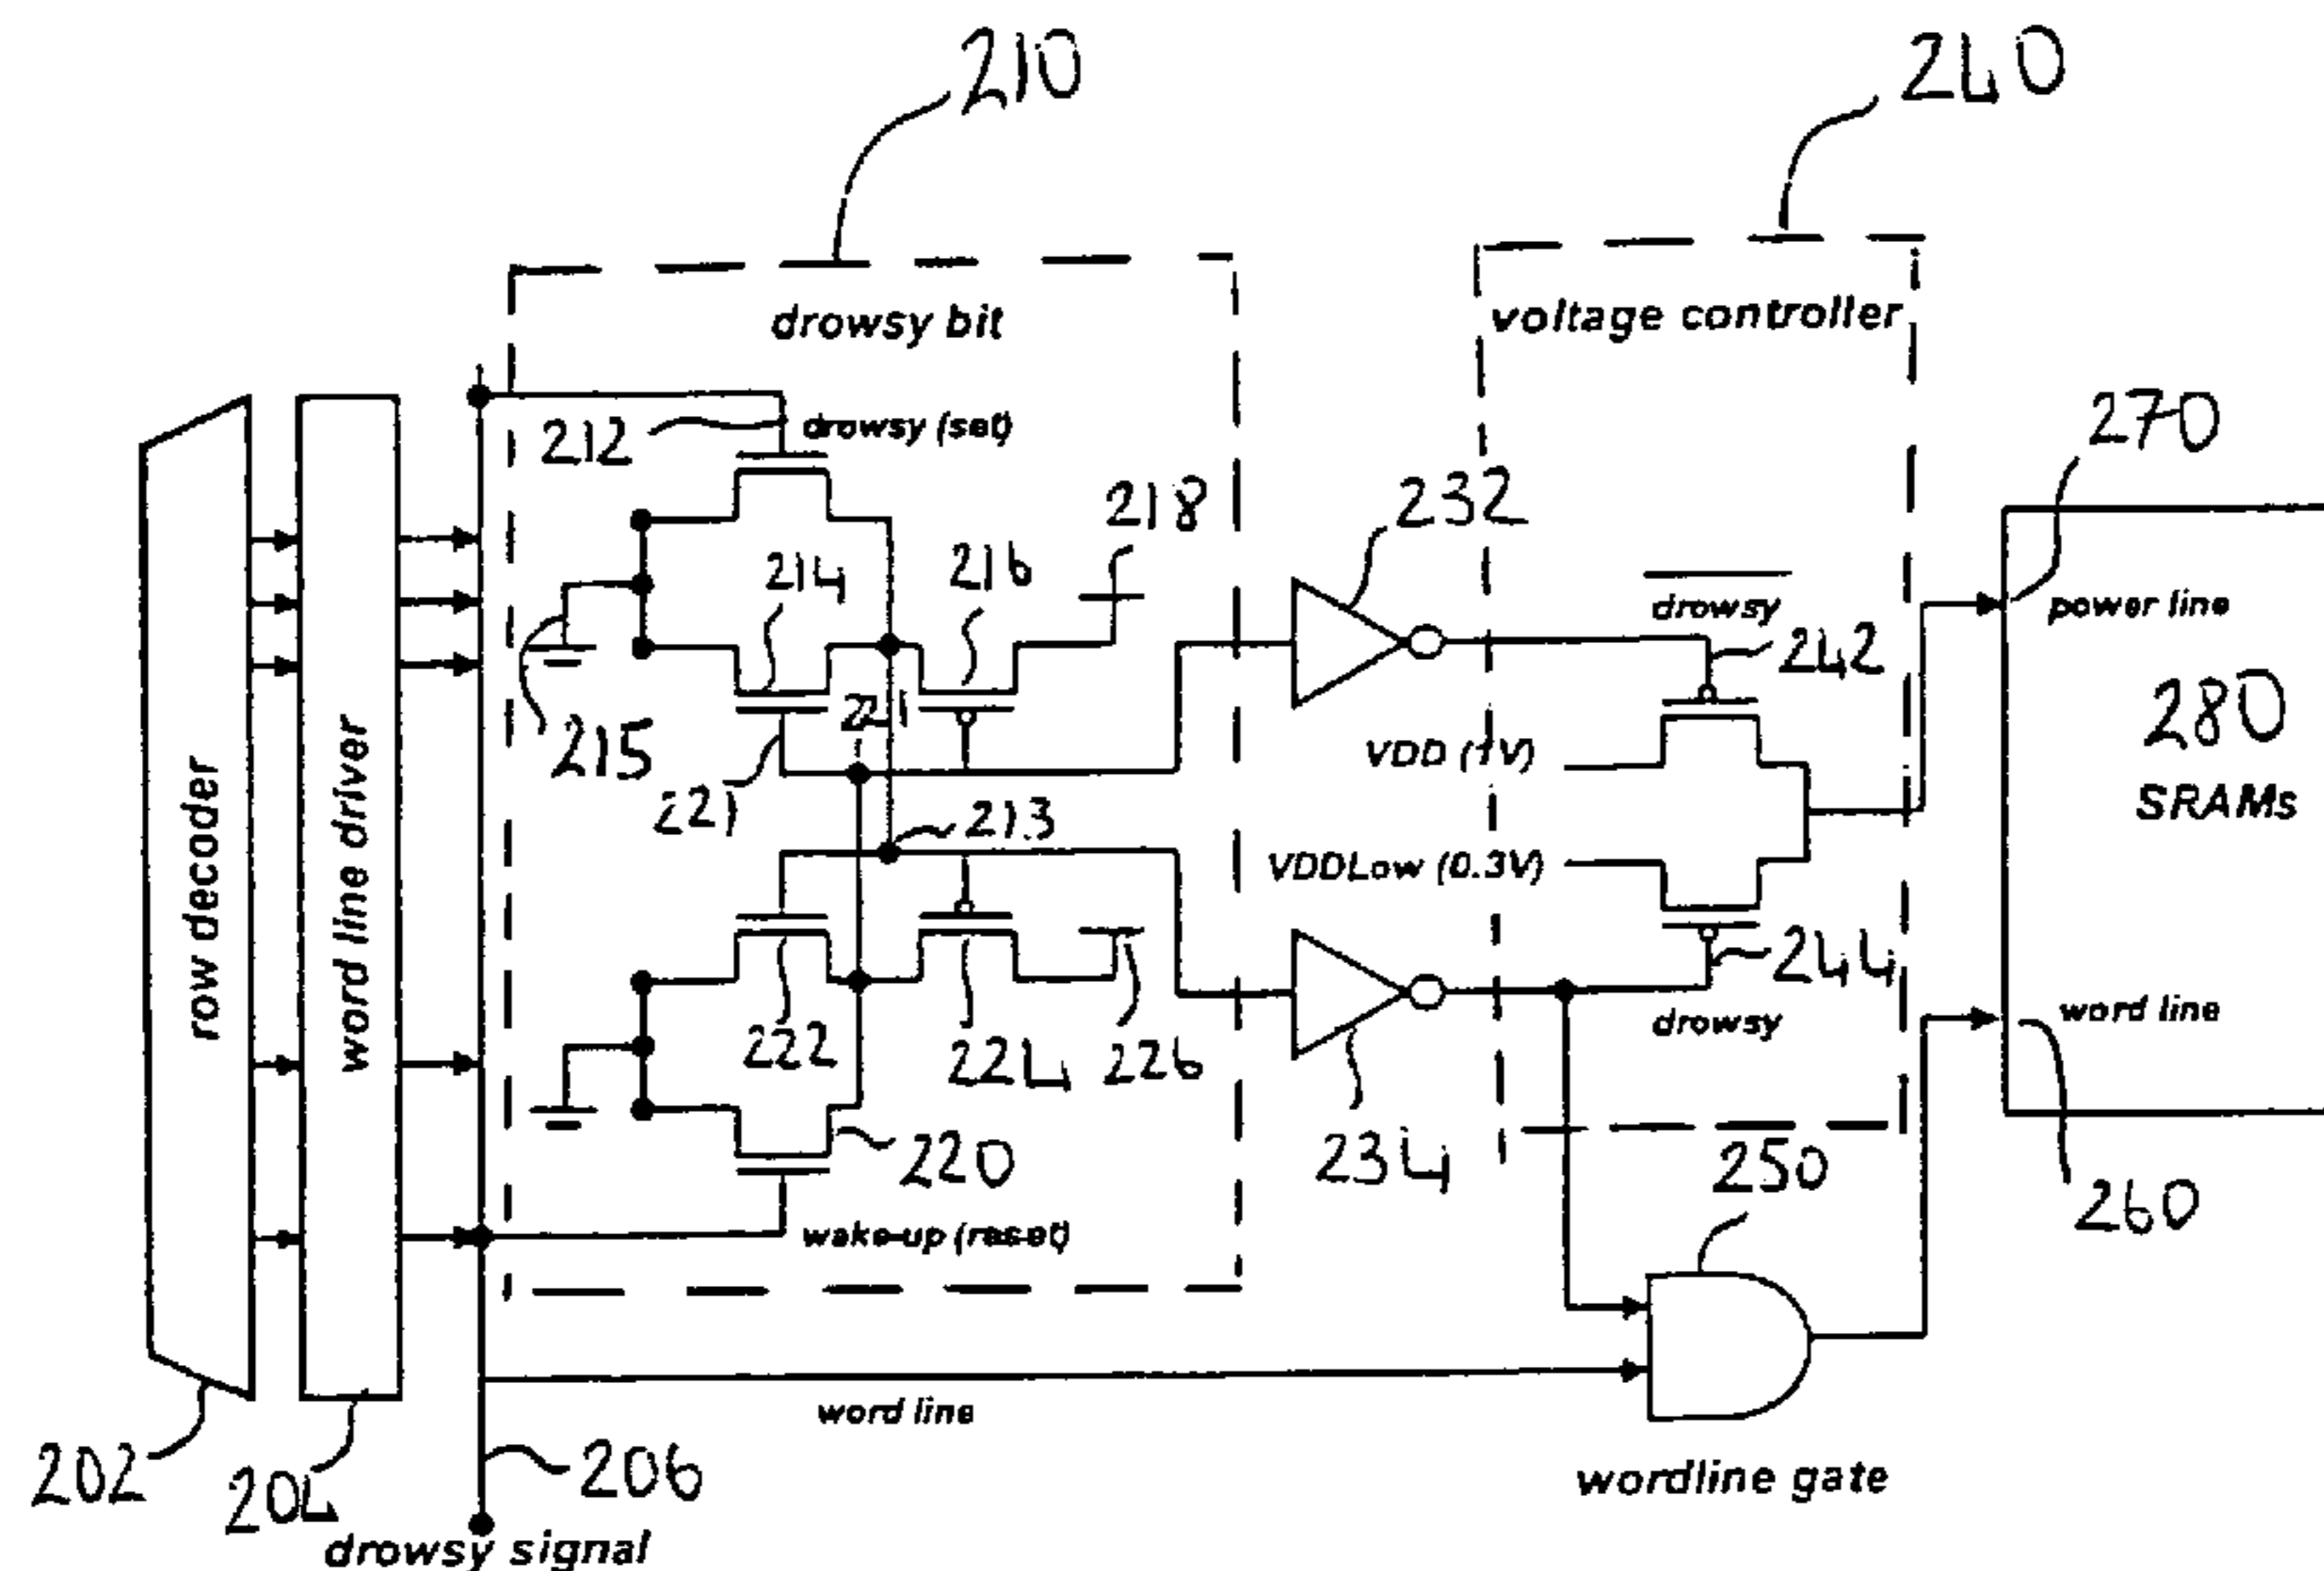 210
240
drowsy bit
voltage controller
212
drowsy (set)
270
218
232
214
216
drowsy
power line
242
280
215
221
221
VDD (1V)
SRAMs
213
VDDLow (0.3V)
row decoder
word line driver
244
222
224
226
drowsy
word line
220
234
250
260
wake-up (reset)
word line
202
204
206
wordline gate
drowsy signal